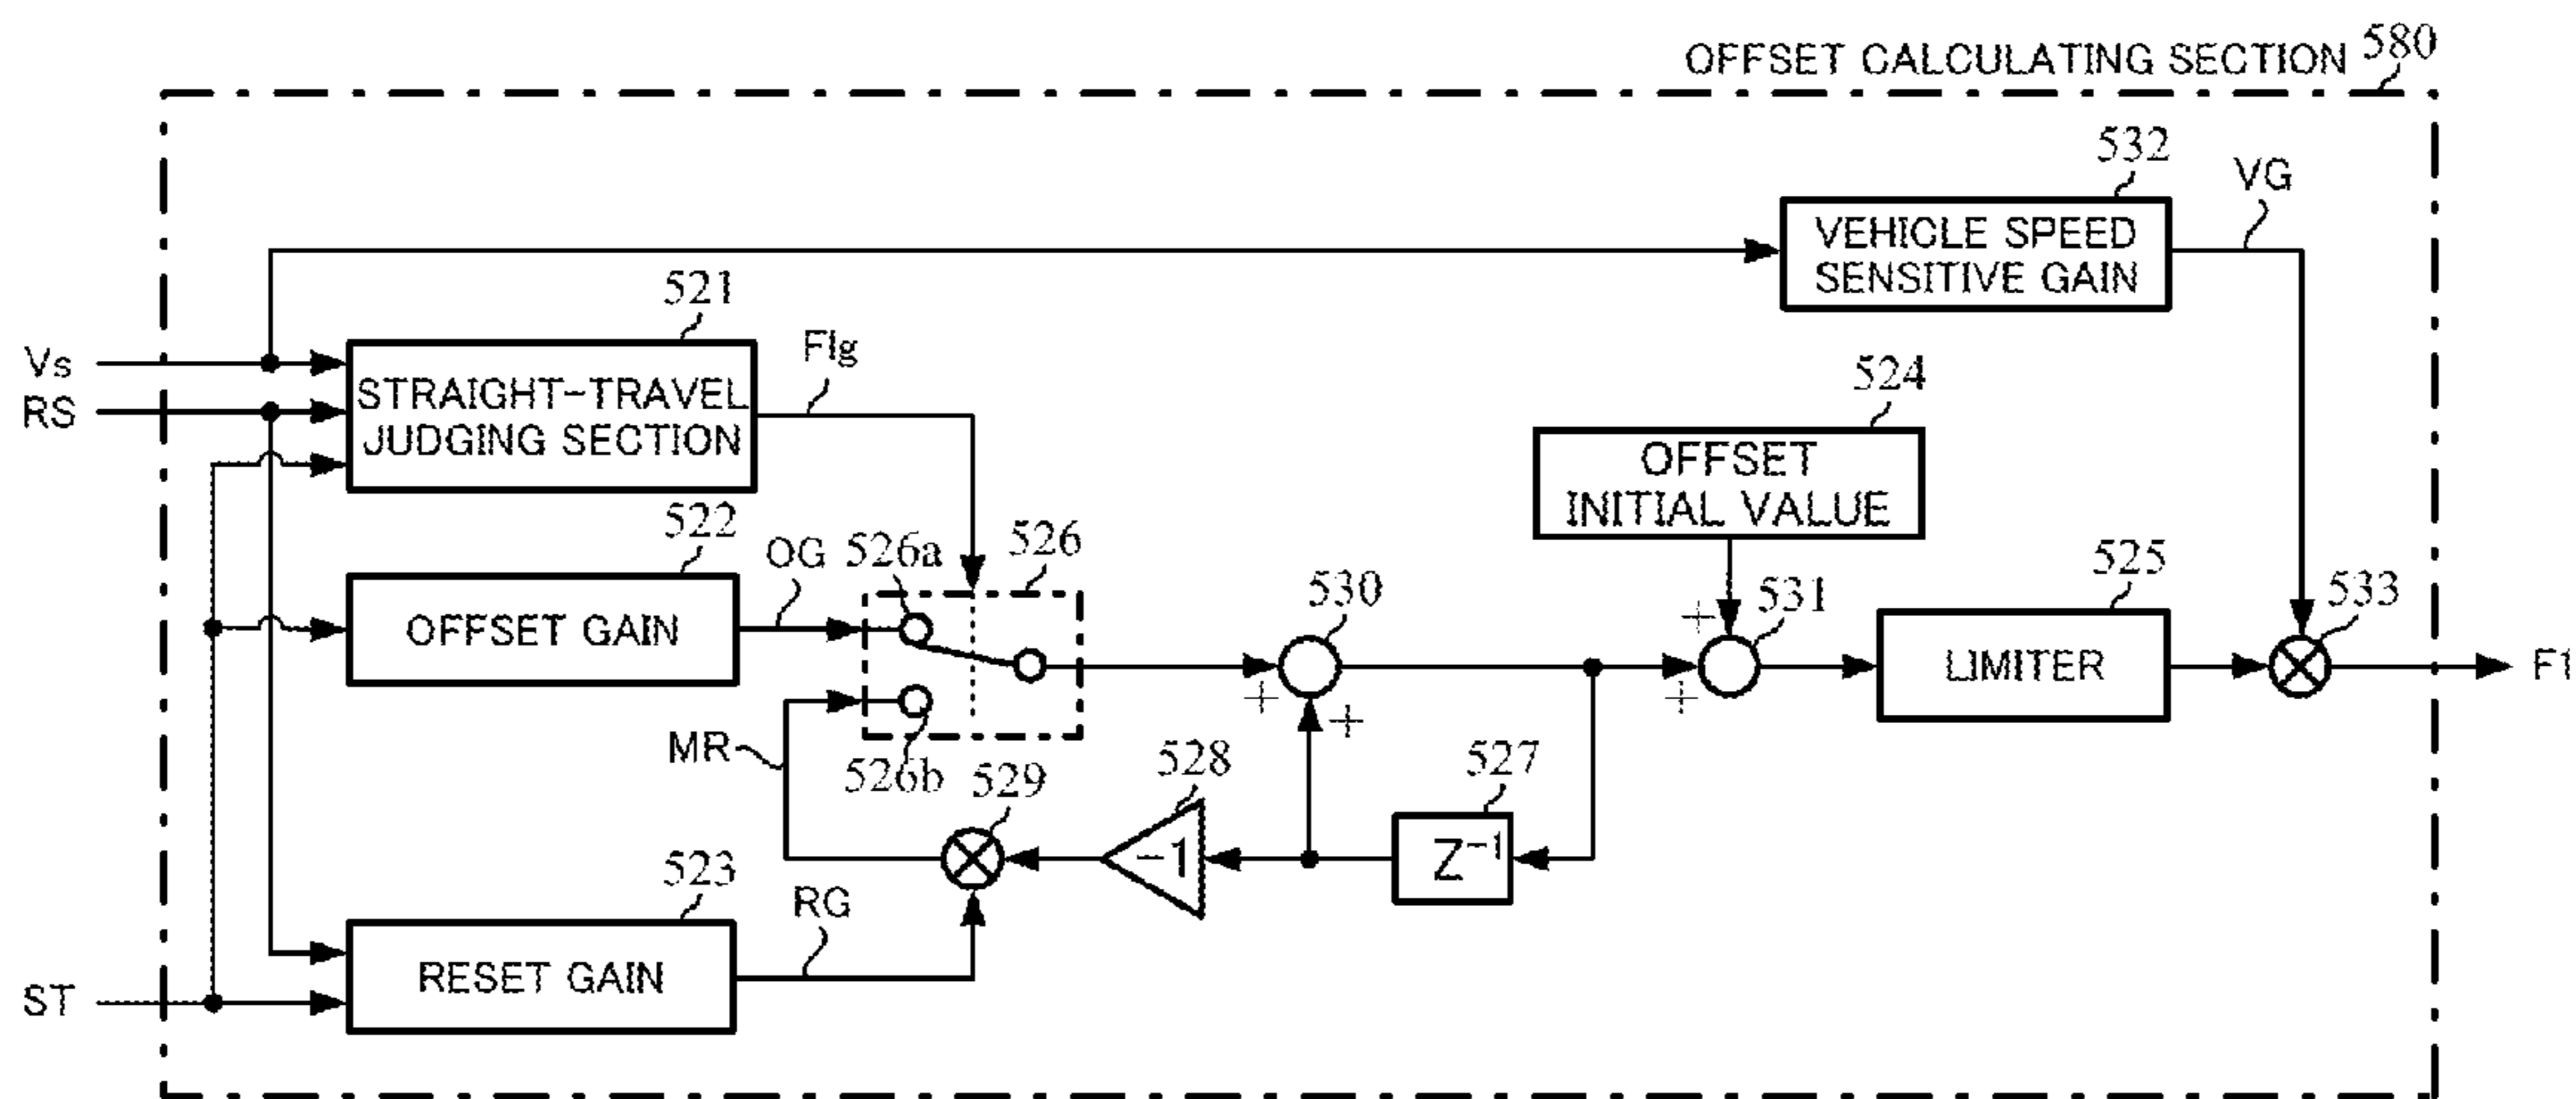 OFFSET CALCULATING SECTION 580
532
VG
VEHICLE SPEED
SENSITIVE GAIN
521
Vs
RS
STRAIGHT-TRAVEL
JUDGING SECTION
Flg
524
OFFSET
INITIAL VALUE
522
OG
526a
526
OFFSET GAIN
530
+
+
+
531
+
525
LIMITER
533
F1
MR
526b
529
528
-1
527
Z⁻¹
523
RG
RESET GAIN
ST